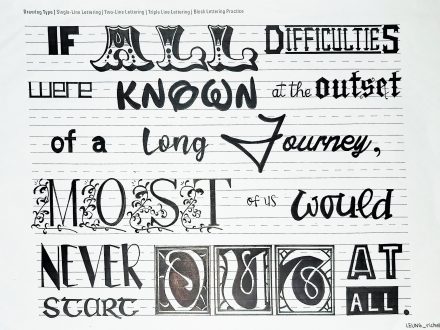 Drawing Type | Single-Line Lettering | Two-Line Lettering | Triple Line Lettering | Block Lettering Practice
IF ALL DIFFICULTIES
were KNOWN at the outset
of a Long Journey,
MOST of us would
NEVER START OUT AT ALL.